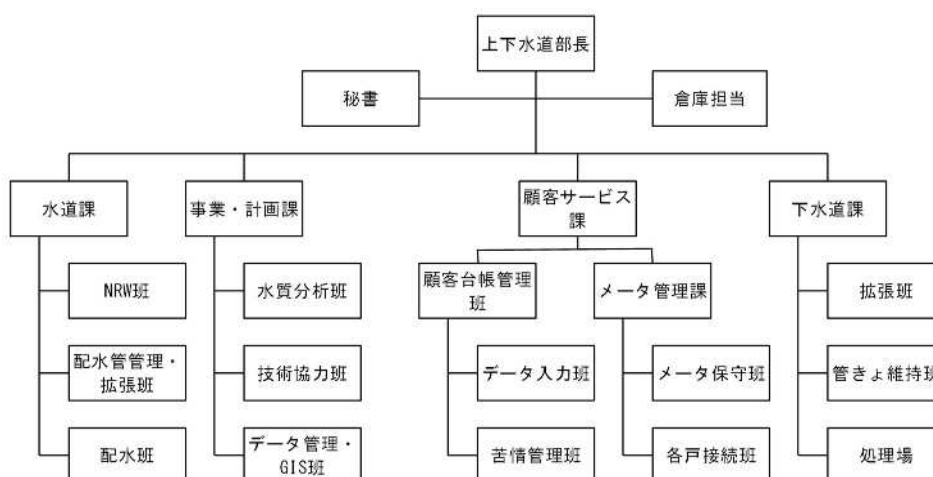 上下水道部長
秘書
倉庫担当
水道課
事業・計画課
顧客サービス
課
下水道課
NRW班
水質分析班
顧客台帳管理
班
メータ管理課
拡張班
配水管管理・
拡張班
技術協力班
データ入力班
メータ保守班
管きょ維持班
配水班
データ管理・
GIS班
苦情管理班
各戸接続班
処理場